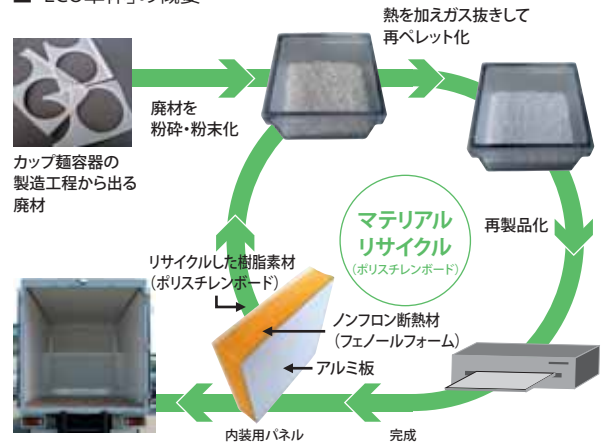 ■「ECO車体」の概要
熱を加えガス抜きして
再ペレット化
廃材を
粉砕・粉末化
カップ麺容器の
製造工程から出る
廃材
マテリアル
リサイクル
(ポリスチレンボード)
再製品化
リサイクルした樹脂素材
(ポリスチレンボード)
ノンフロン断熱材
(フェノールフォーム)
アルミ板
内装用パネル
完成